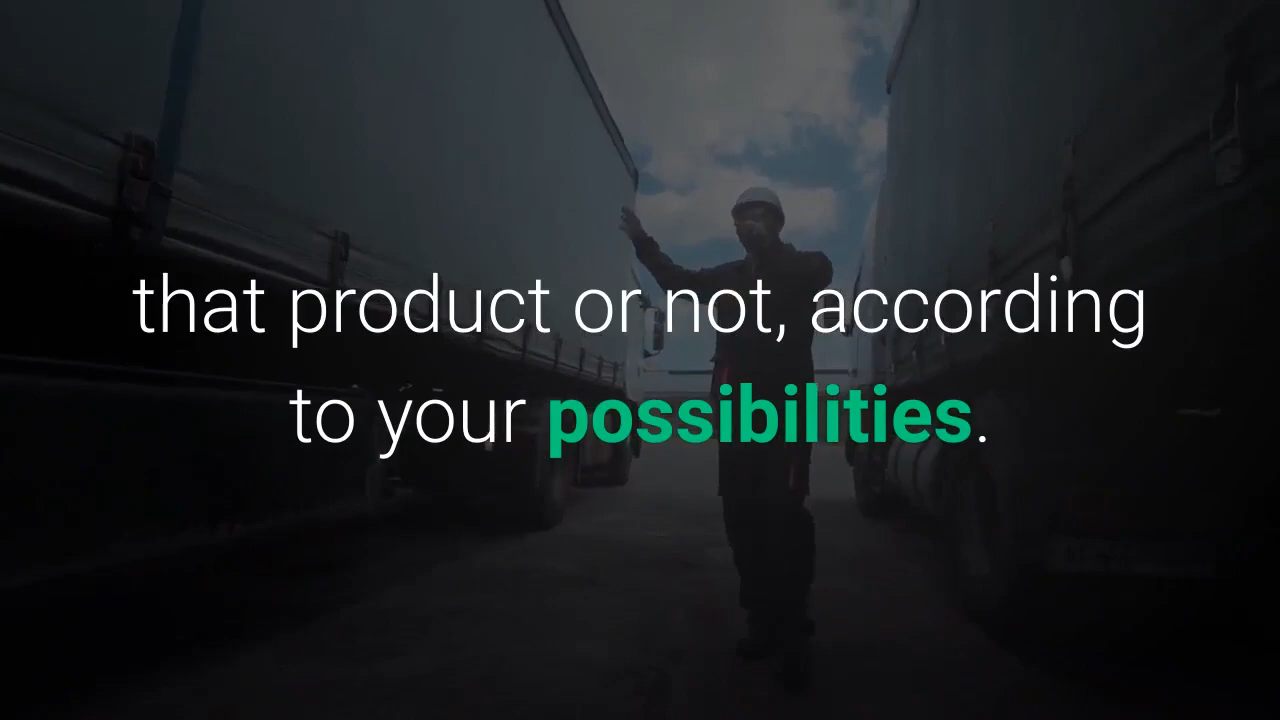 that product or not, according
to your possibilities.